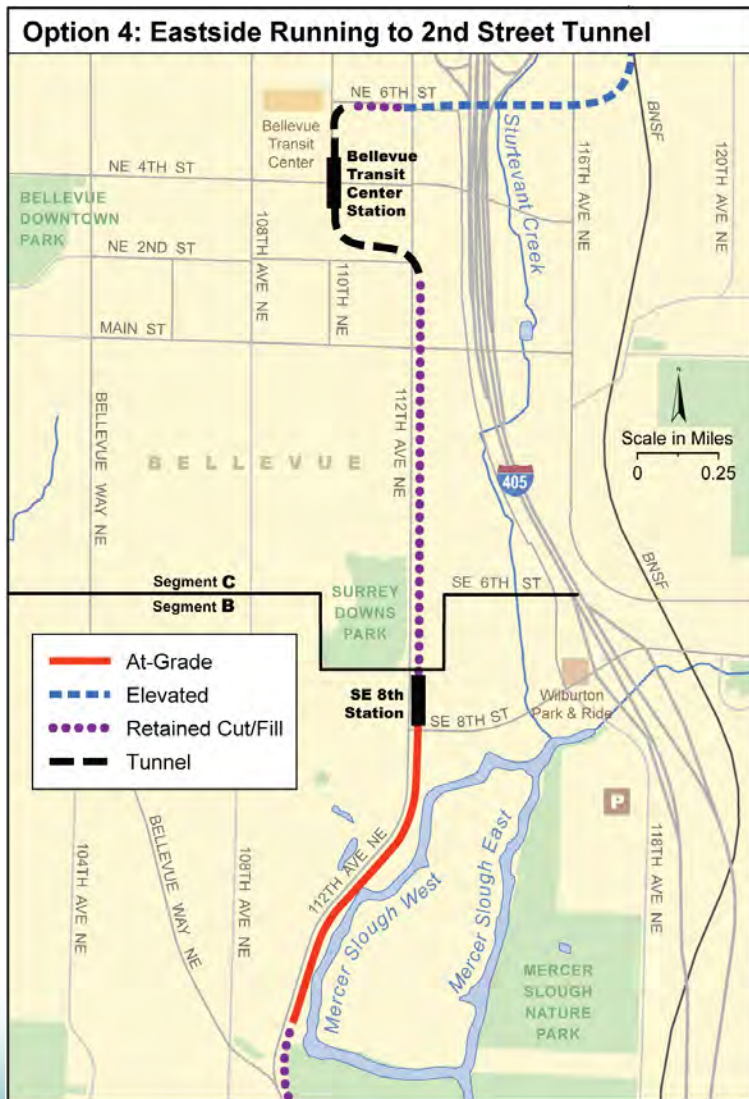 Option 4: Eastside Running to 2nd Street Tunnel
NE 6TH ST
Bellevue
Transit
Center
Bellevue
Transit
Center
Station
NE 4TH ST
BELLEVUE
DOWNTOWN
PARK
108TH AVE NE
NE 2ND ST
110TH NE
MAIN ST
Sturtevant Creek
116TH AVE NE
BNSF
120TH AVE NE
N
Scale in Miles
0 0.25
BELLEVUE WAY NE
112TH AVE NE
BELLEVUE
405
BNSF
Segment C
Segment B
SURREY
DOWNS
PARK
SE 6TH ST
At-Grade
Elevated
Retained Cut/Fill
Tunnel
SE 8th
Station
SE 8TH ST
Wilburton
Park & Ride
P
104TH AVE NE
BELLEVUE WAY NE
108TH AVE NE
112TH AVE NE
Mercer Slough West
Mercer Slough East
118TH AVE NE
MERCER
SLOUGH
NATURE
PARK